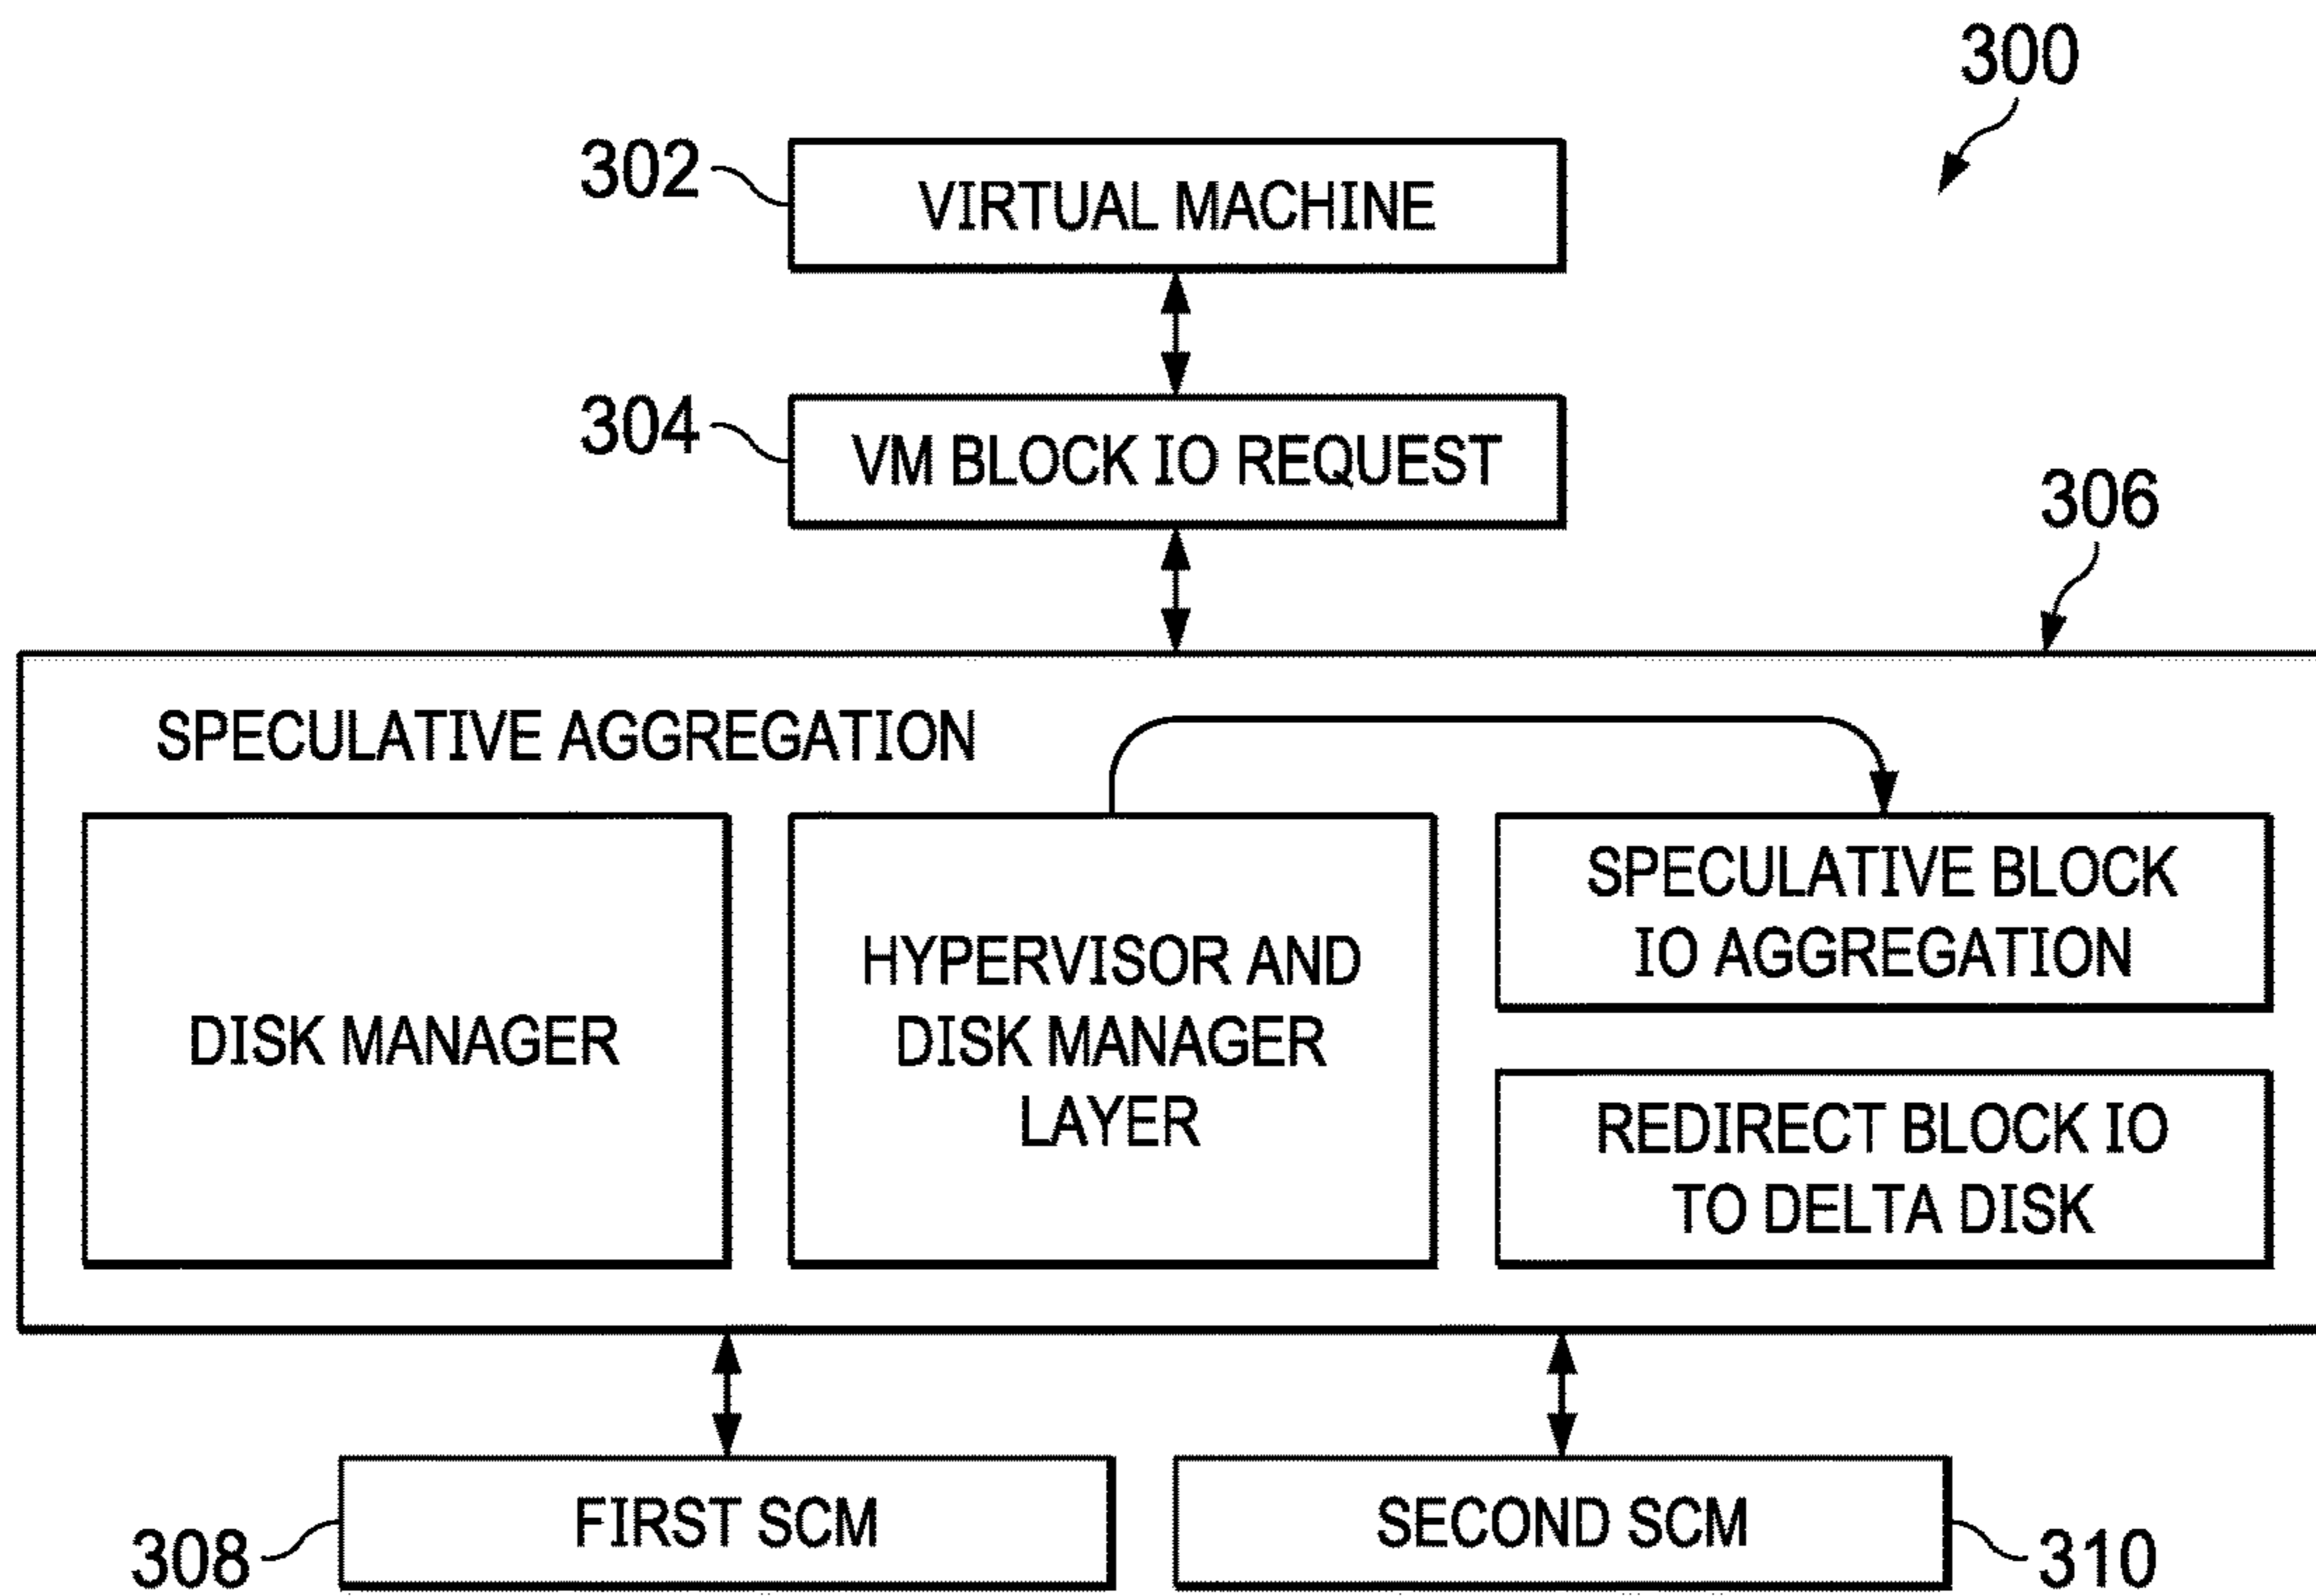 300
302
VIRTUAL MACHINE
304
VM BLOCK IO REQUEST
306
SPECULATIVE AGGREGATION
DISK MANAGER
HYPERVISOR AND
DISK MANAGER
LAYER
SPECULATIVE BLOCK
IO AGGREGATION
REDIRECT BLOCK IO
TO DELTA DISK
308
FIRST SCM
SECOND SCM
310